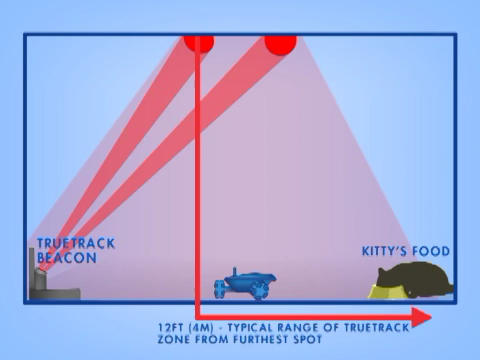 TRUETRACK
BEACON
KITTY'S FOOD
12FT (4M) - TYPICAL RANGE OF TRUETRACK
ZONE FROM FURTHEST SPOT